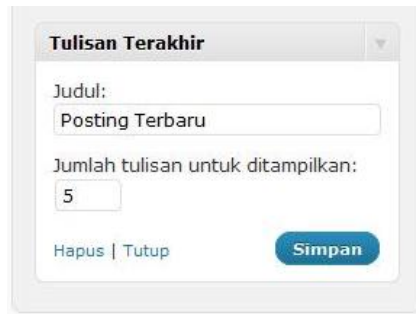 Tulisan Terakhir
Judul:
Posting Terbaru
Jumlah tulisan untuk ditampilkan:
5
Hapus | Tutup Simpan